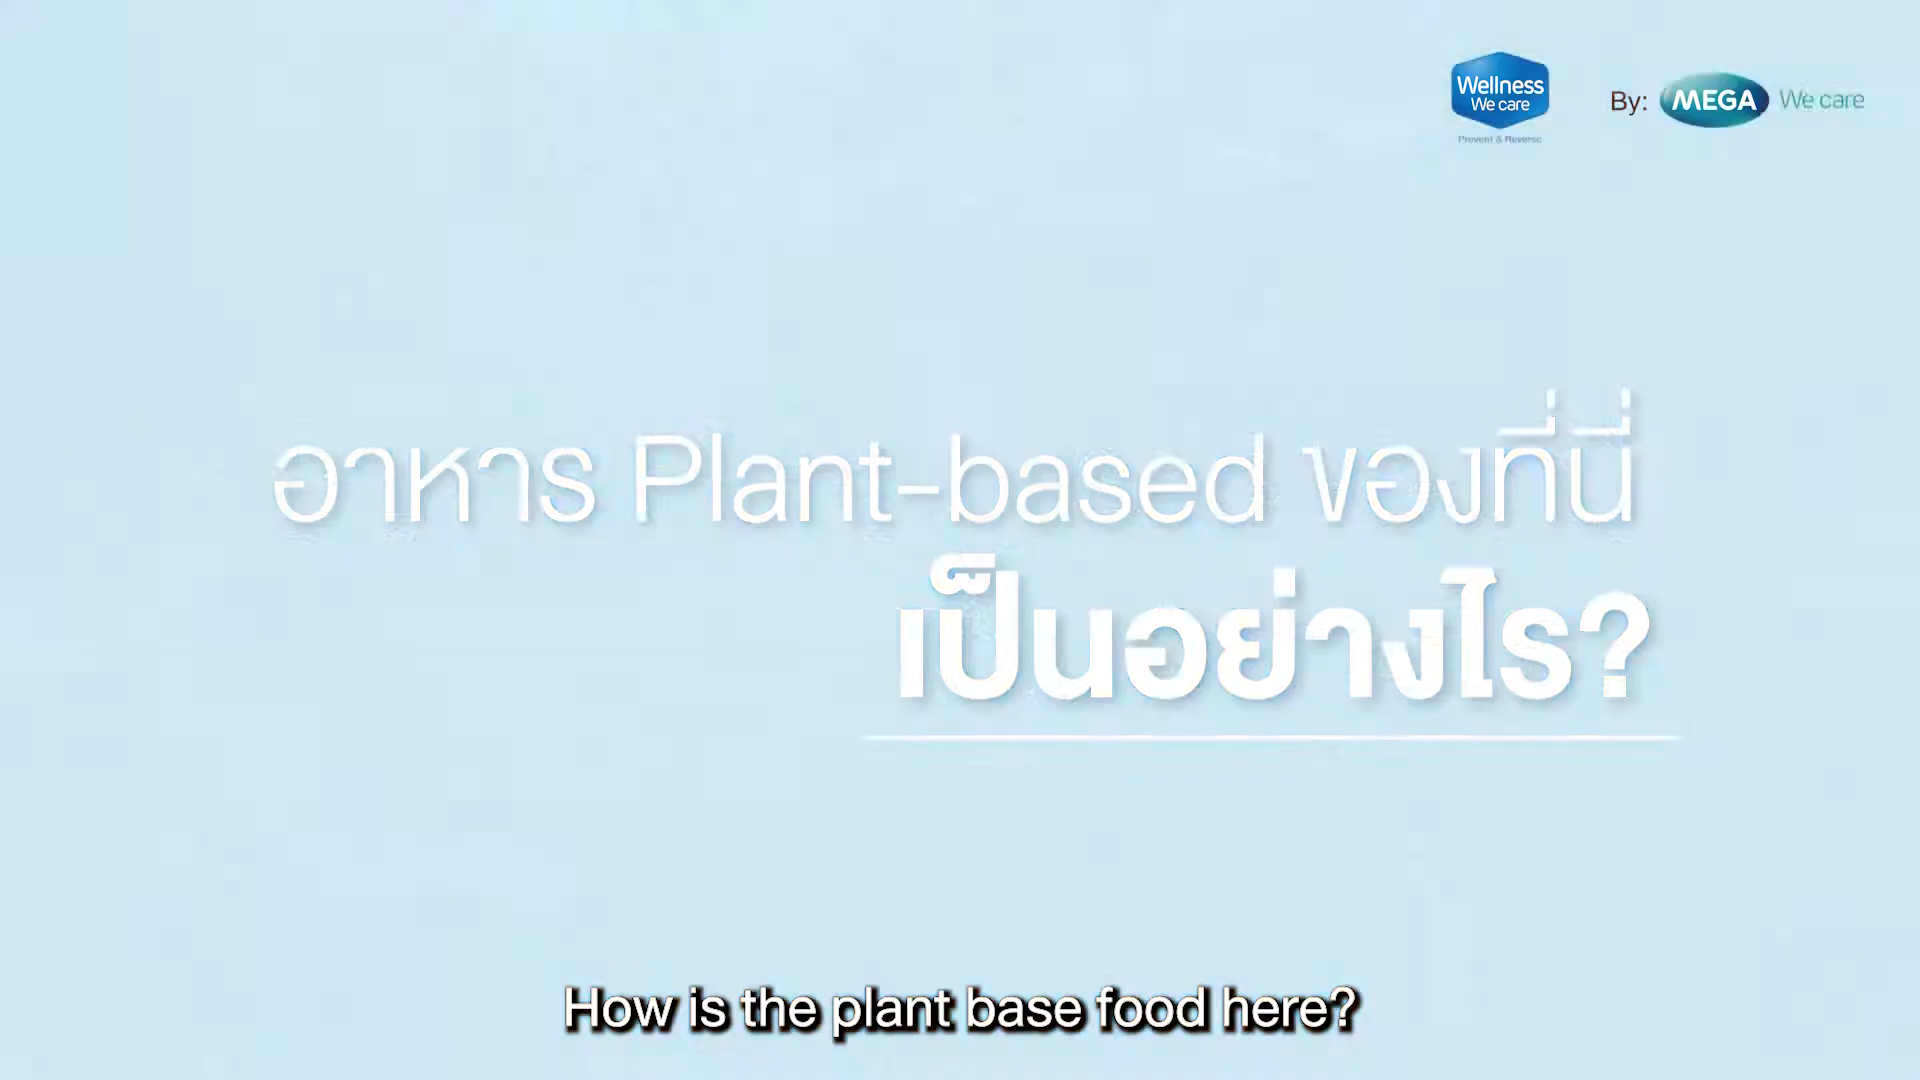 Wellness
We care
Prevent & Reverse
By: MEGA We care
อาหาร Plant-based ของที่นี่
เป็นอย่างไร?
How is the plant base food here?